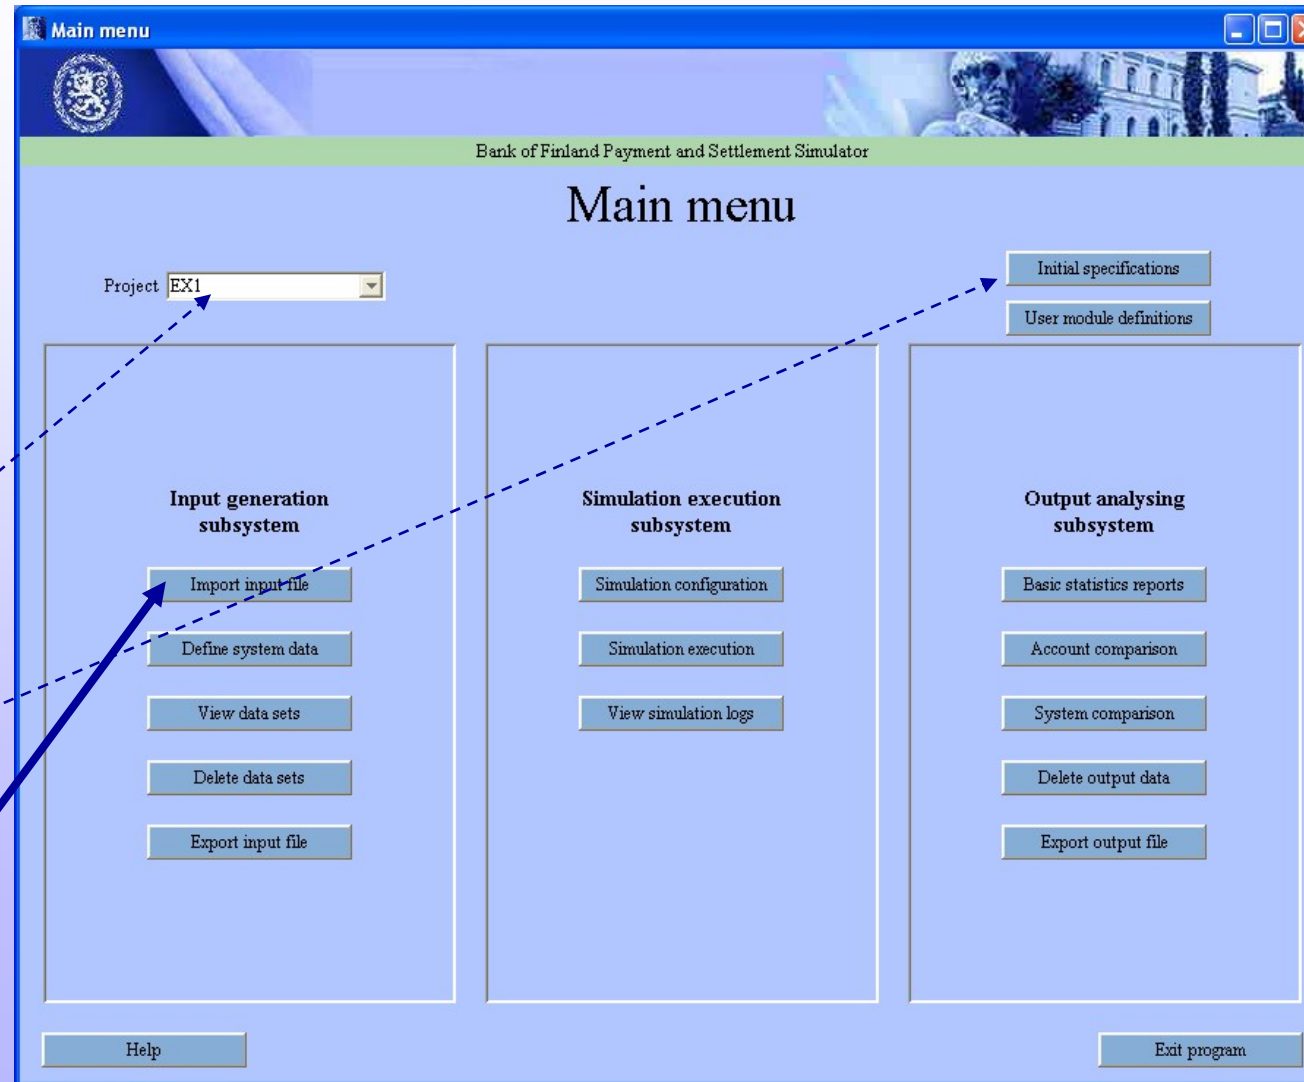 Main menu
Bank of Finland Payment and Settlement Simulator
Main menu
Project EX1
Initial specifications
User module definitions
Input generation
subsystem
Import input file
Define system data
View data sets
Delete data sets
Export input file
Simulation execution
subsystem
Simulation configuration
Simulation execution
View simulation logs
Output analysing
subsystem
Basic statistics reports
Account comparison
System comparison
Delete output data
Export output file
Help
Exit program